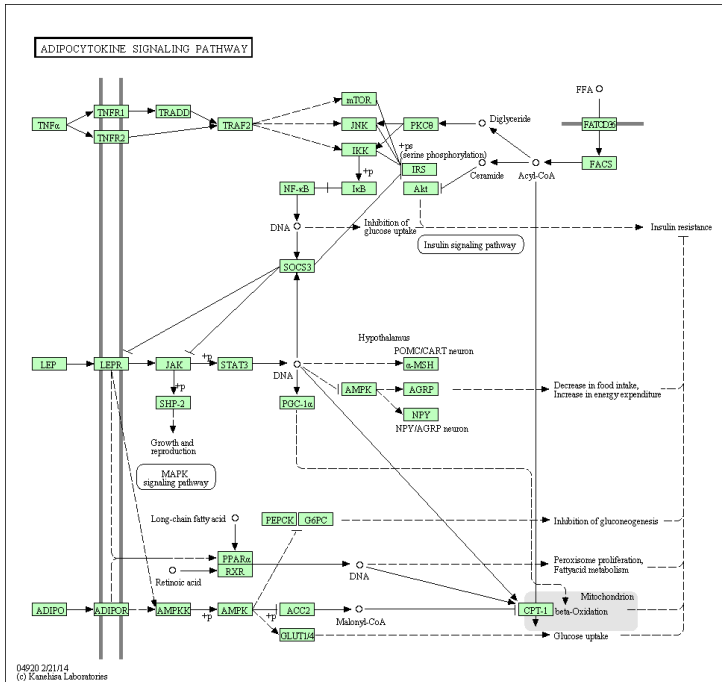 ADIPOCYTOKINE SIGNALING PATHWAY
FFA
TNFα
TNFR1
TRADD
TNFR2
TRAF2
mTOR
JNK
PKCθ
Diglyceride
IKK
+ps
(serine phosphorylation)
+p
IRS
Ceramide
Acyl-CoA
FACS
NF-κB
IκB
Akt
DNA
Inhibition of
glucose uptake
Insulin signaling pathway
Insulin resistance
SOCS3
Hypothalamus
POMC/CART neuron
LEP
LEPR
JAK
+p
STAT3
DNA
α-MSH
+p
SHP-2
PGC-1α
AMPK
AGRP
NPY
NPY/AGRP neuron
Decrease in food intake,
Increase in energy expenditure
Growth and
reproduction
MAPK
signaling pathway
Long-chain fatty acid
PEPCK
G6PC
Inhibition of gluconeogenesis
PPARα
RXR
Retinoic acid
DNA
Peroxisome proliferation,
Fattyacid metabolism
Mitochondrion
ADIPO
ADIPOR
AMPKK
+p
AMPK
+p
ACC2
Malonyl-CoA
CPT-1
beta-Oxidation
GLUT1/4
Glucose uptake
04920 2/21/14
(c) Kanehisa Laboratories